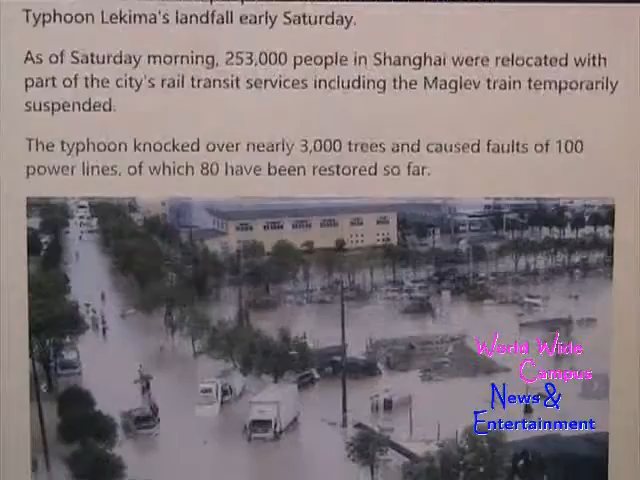 Typhoon Lekima's landfall early Saturday.
As of Saturday morning, 253,000 people in Shanghai were relocated with
part of the city's rail transit services including the Maglev train temporarily
suspended.
The typhoon knocked over nearly 3,000 trees and caused faults of 100
power lines, of which 80 have been restored so far.
World Wide
Campus
News &
Entertainment